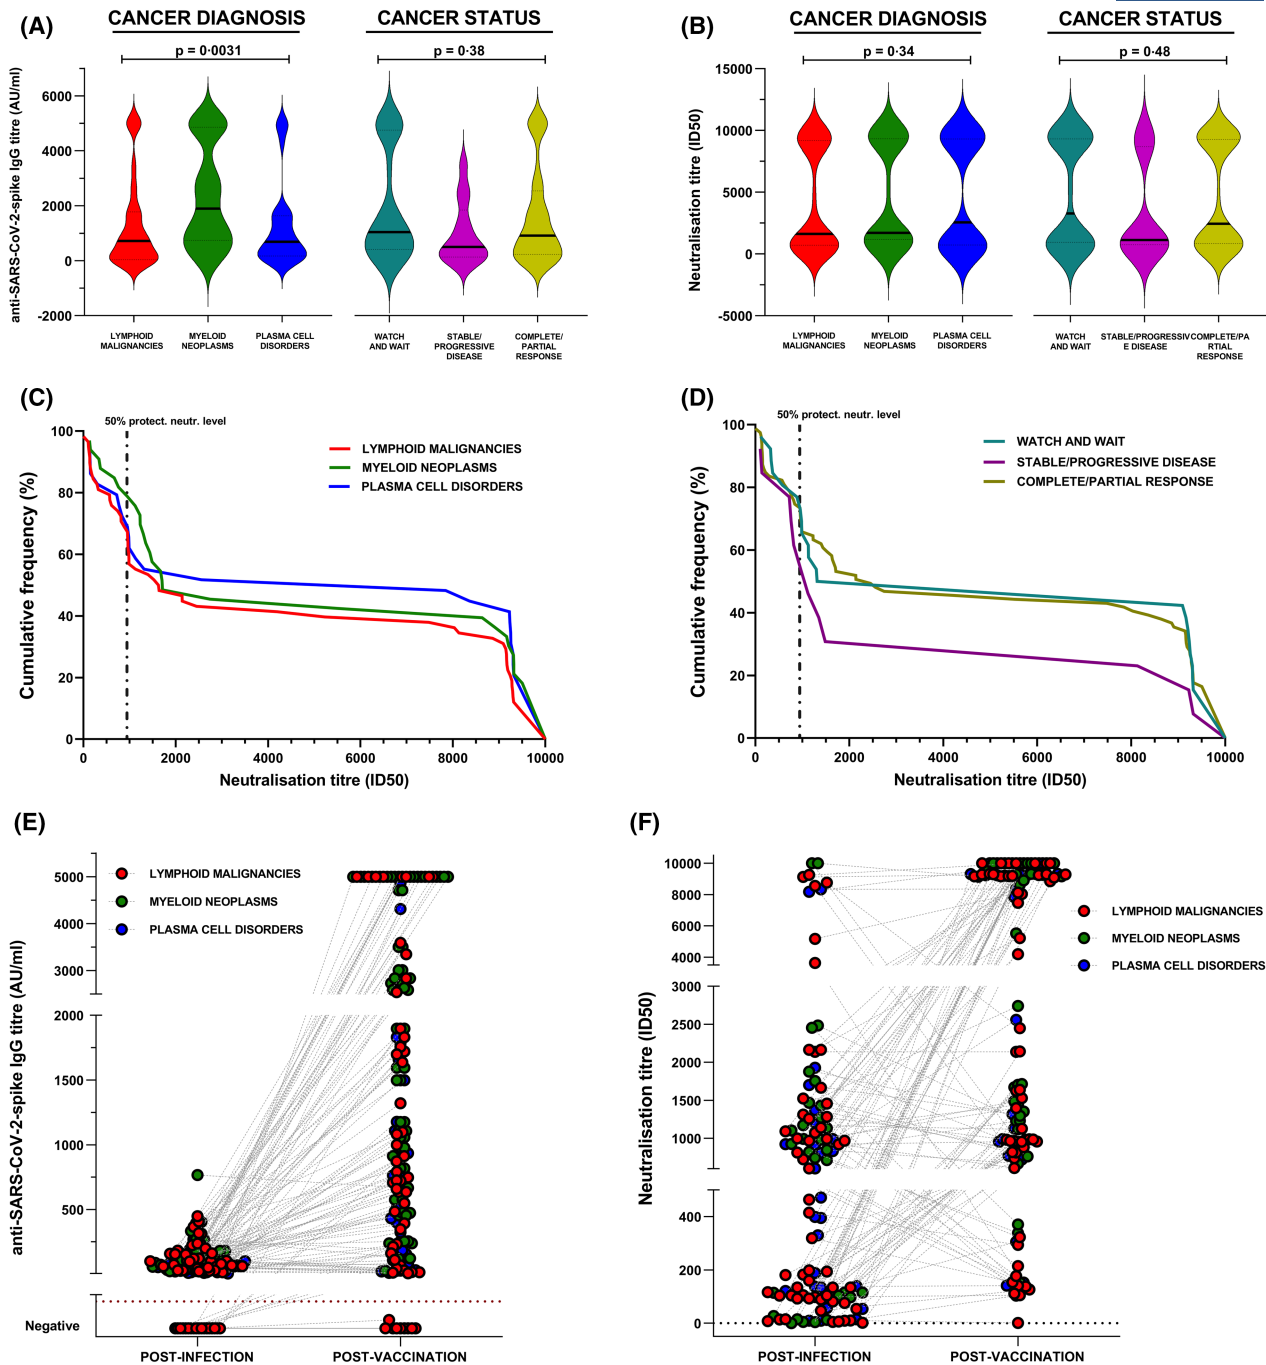 (A)
CANCER DIAGNOSIS
CANCER STATUS
p = 0·0031
p = 0·38
anti-SARS-CoV-2-spike IgG titre (AU/ml)
6000
4000
2000
0
-2000
LYMPHOID
MALIGNANCIES
MYELOID
NEOPLASMS
PLASMA CELL
DISORDERS
WATCH
AND WAIT
STABLE/
PROGRESSIVE
DISEASE
COMPLETE/
PARTIAL
RESPONSE
(B)
CANCER DIAGNOSIS
CANCER STATUS
p = 0·34
p = 0·48
Neutralisation titre (ID50)
15000
10000
5000
0
-5000
LYMPHOID
MALIGNANCIES
MYELOID
NEOPLASMS
PLASMA CELL
DISORDERS
WATCH
AND WAIT
STABLE/PROGRESSIV
E DISEASE
COMPLETE/PA
RTIAL
RESPONSE
(C)
50% protect. neutr. level
LYMPHOID MALIGNANCIES
MYELOID NEOPLASMS
PLASMA CELL DISORDERS
Cumulative frequency (%)
100
80
60
40
20
0
0 2000 4000 6000 8000 10000
Neutralisation titre (ID50)
(D)
50% protect. neutr. level
WATCH AND WAIT
STABLE/PROGRESSIVE DISEASE
COMPLETE/PARTIAL RESPONSE
Cumulative frequency (%)
100
80
60
40
20
0
0 2000 4000 6000 8000 10000
Neutralisation titre (ID50)
(E)
LYMPHOID MALIGNANCIES
MYELOID NEOPLASMS
PLASMA CELL DISORDERS
anti-SARS-CoV-2-spike IgG titre (AU/ml)
5000
4000
3000
2000
1500
1000
500
Negative
POST-INFECTION
POST-VACCINATION
(F)
LYMPHOID MALIGNANCIES
MYELOID NEOPLASMS
PLASMA CELL DISORDERS
Neutralisation titre (ID50)
10000
8000
6000
4000
3000
2500
2000
1500
1000
400
200
0
POST-INFECTION
POST-VACCINATION